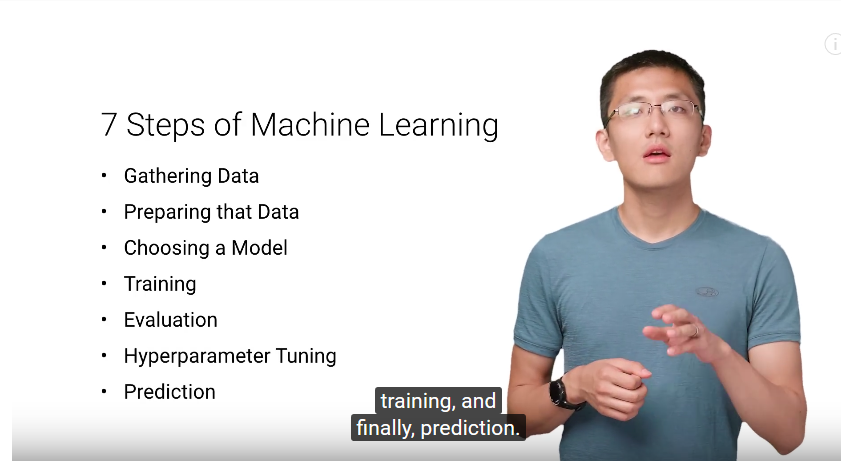 7 Steps of Machine Learning
• Gathering Data
• Preparing that Data
• Choosing a Model
• Training
• Evaluation
• Hyperparameter Tuning
• Prediction
training, and
finally, prediction.